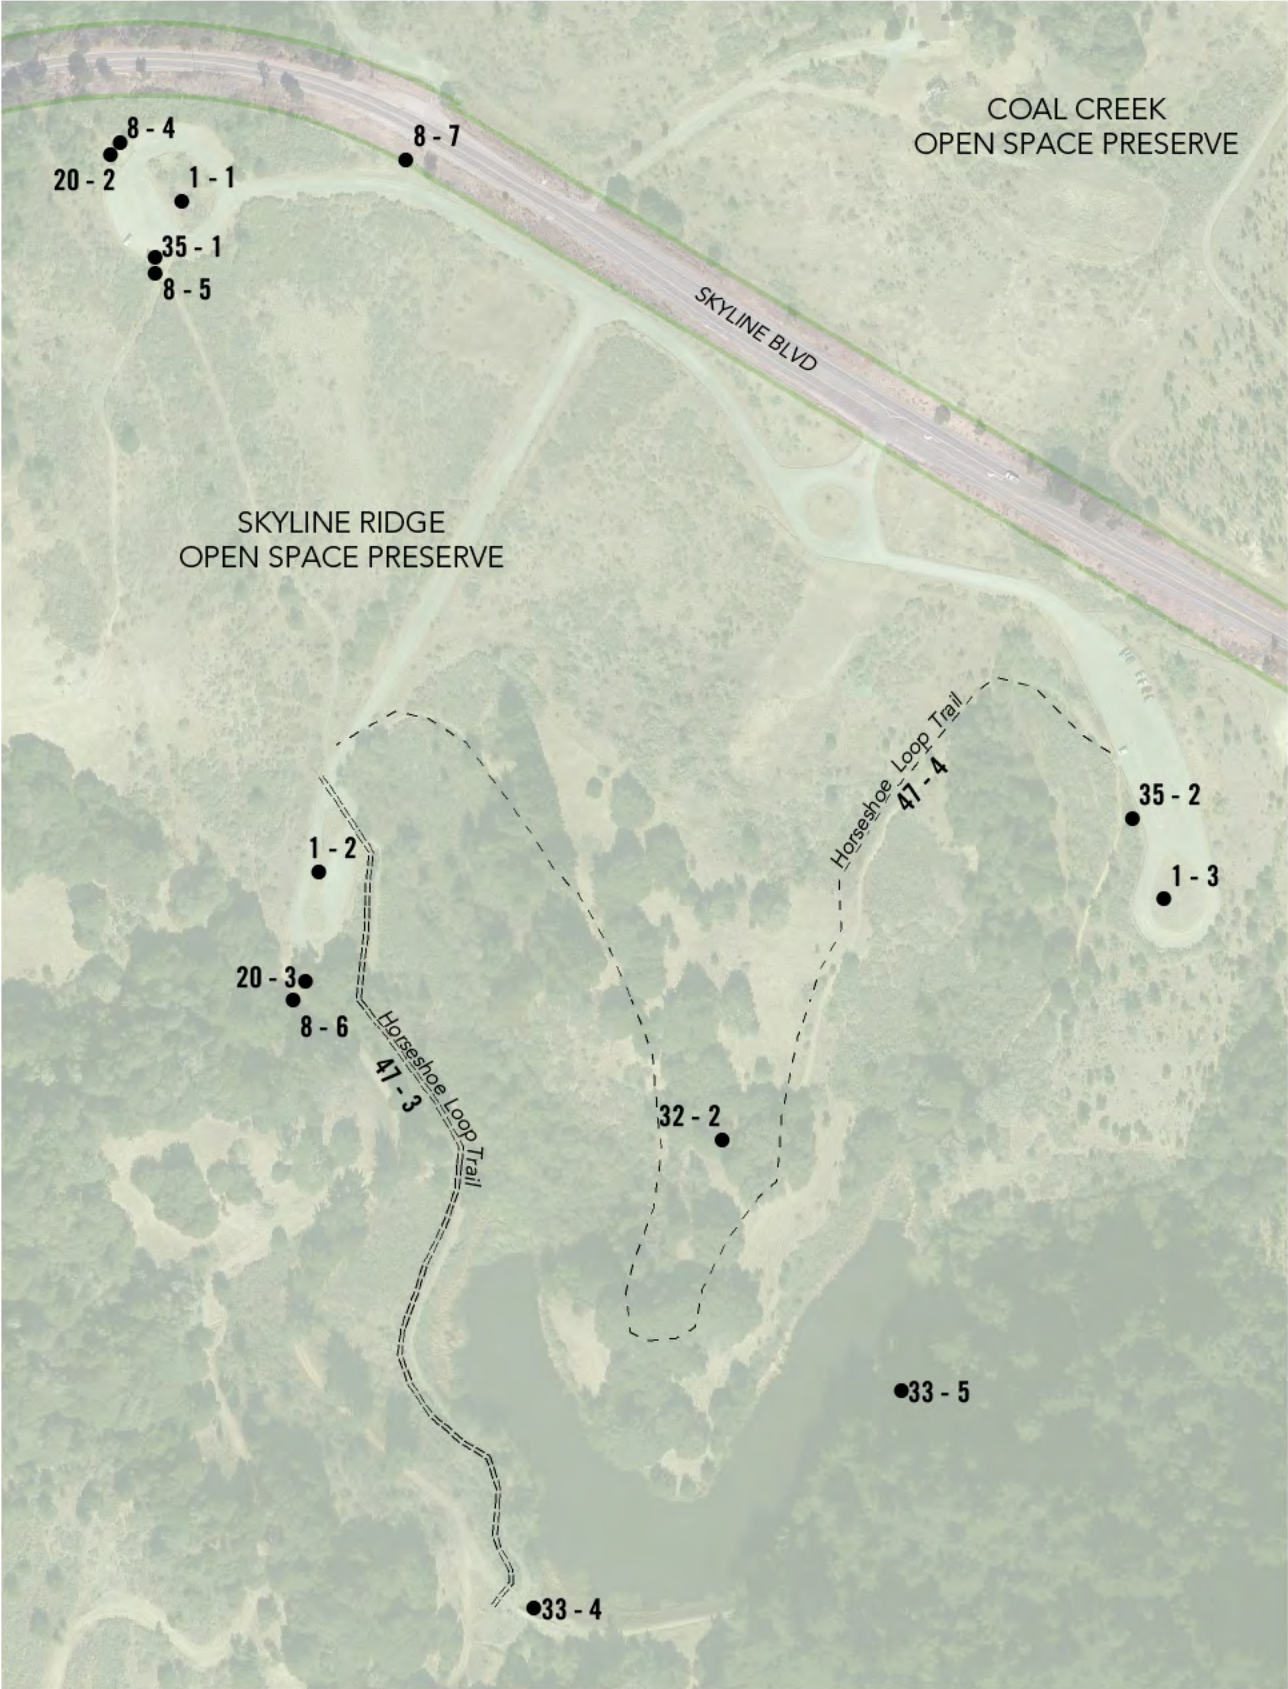 COAL CREEK
OPEN SPACE PRESERVE
8 - 4
8 - 7
20 - 2
1 - 1
35 - 1
8 - 5
SKYLINE BLVD
SKYLINE RIDGE
OPEN SPACE PRESERVE
Horseshoe Loop Trail
47 - 4
35 - 2
1 - 2
1 - 3
20 - 3
8 - 6
Horseshoe Loop Trail
47 - 3
32 - 2
33 - 5
33 - 4